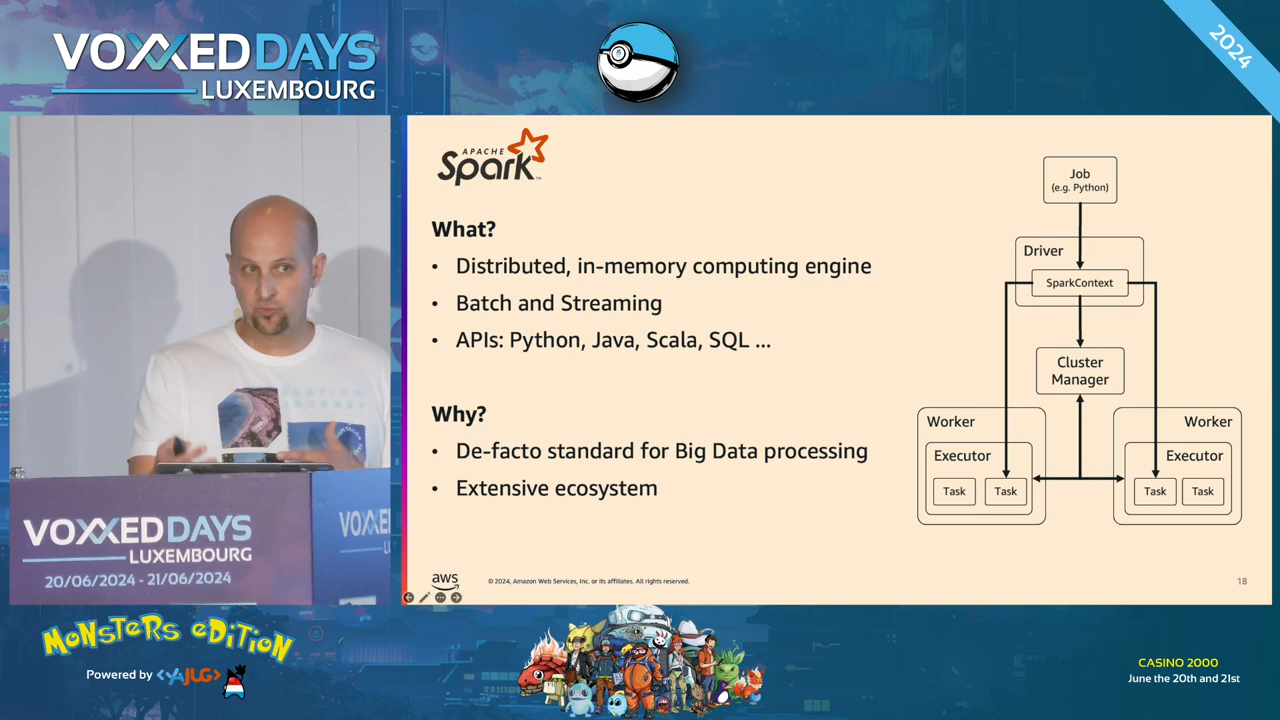 VOXXED DAYS
LUXEMBOURG
2024
APACHE
Spark
TM
What?
• Distributed, in-memory computing engine
• Batch and Streaming
• APIs: Python, Java, Scala, SQL ...
Why?
• De-facto standard for Big Data processing
• Extensive ecosystem
Job
(e.g. Python)
Driver
SparkContext
Cluster
Manager
Worker
Executor
Task
Task
Worker
Executor
Task
Task
aws
© 2024, Amazon Web Services, Inc. or its affiliates. All rights reserved.
18
VOXXED DAYS
LUXEMBOURG
20/06/2024 - 21/06/2024
MONSTERS EDITION
Powered by <YAJUG>
CASINO 2000
June the 20th and 21st